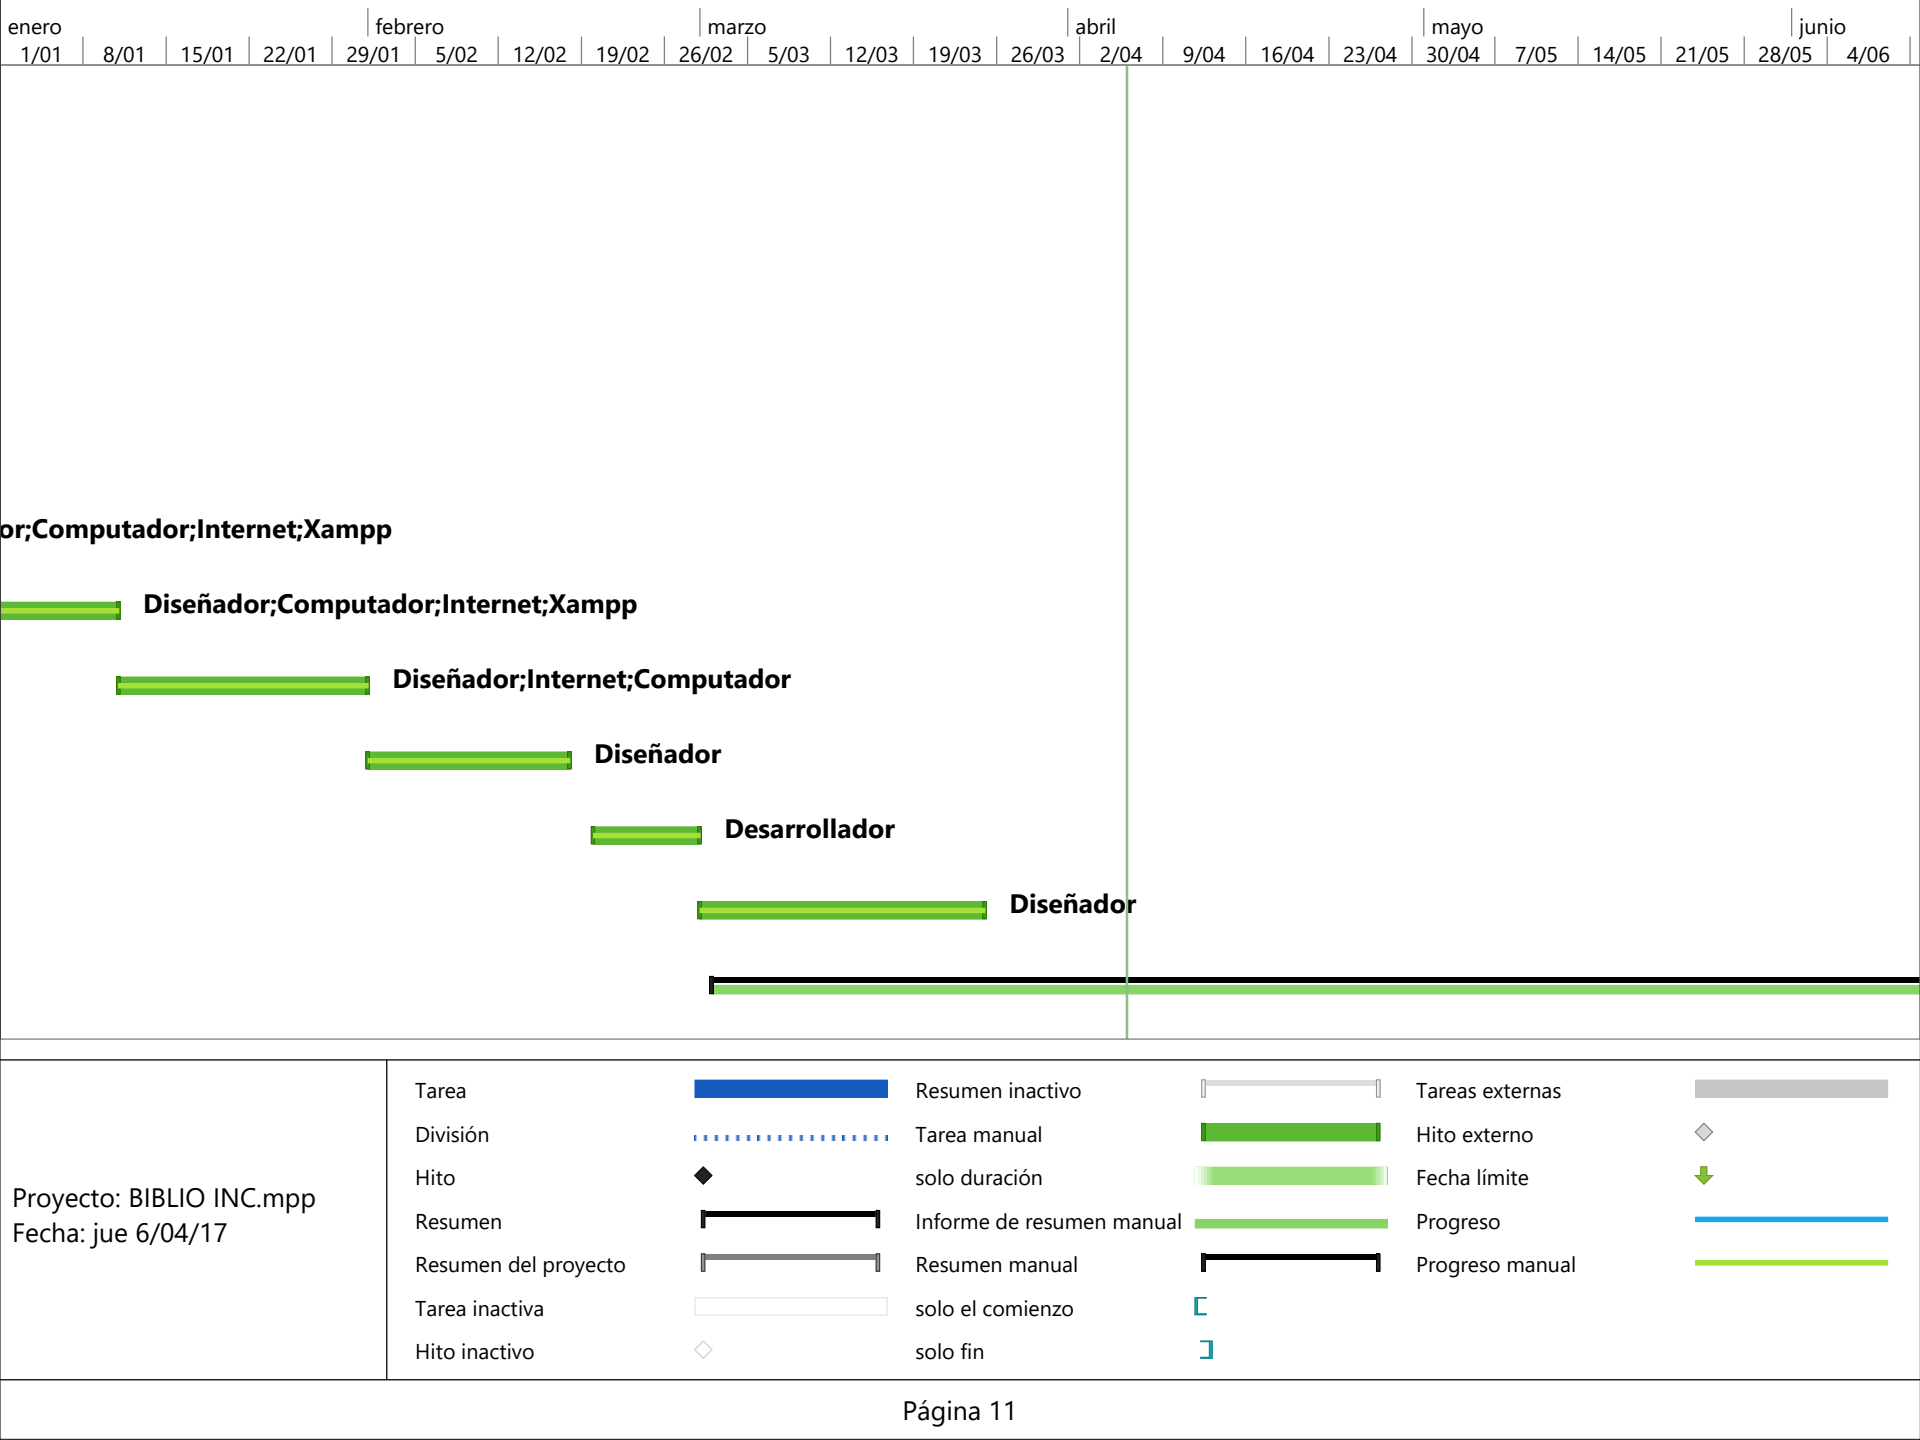 enero febrero marzo abril mayo junio
1/01 8/01 15/01 22/01 29/01 5/02 12/02 19/02 26/02 5/03 12/03 19/03 26/03 2/04 9/04 16/04 23/04 30/04 7/05 14/05 21/05 28/05 4/06
or;Computador;Internet;Xampp
Diseñador;Computador;Internet;Xampp
Diseñador;Internet;Computador
Diseñador
Desarrollador
Diseñador
Proyecto: BIBLIO INC.mpp
Fecha: jue 6/04/17
Tarea
División
Hito
Resumen
Resumen del proyecto
Tarea inactiva
Hito inactivo
Resumen inactivo
Tarea manual
solo duración
Informe de resumen manual
Resumen manual
solo el comienzo
solo fin
Tareas externas
Hito externo
Fecha límite
Progreso
Progreso manual
Página 11